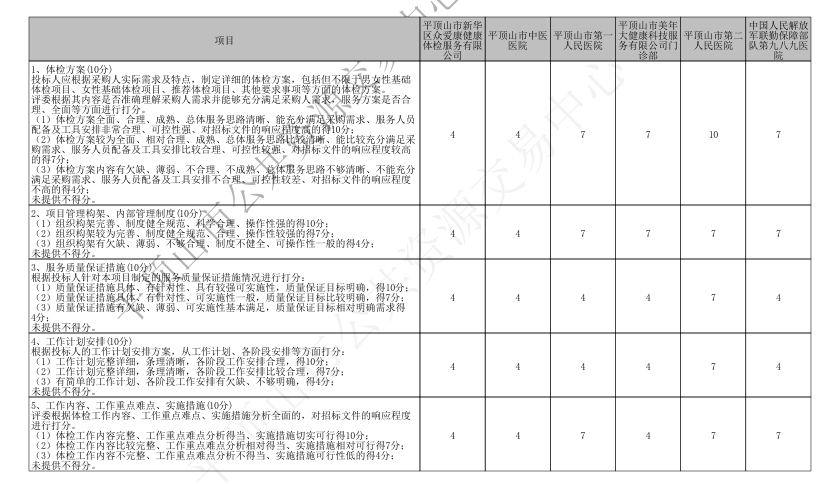 项目
平顶山市新华
区众爱康健康
体检服务有限
公司
平顶山市中医
医院
平顶山市第一
人民医院
平顶山市美年
大健康科技服
务有限公司门
诊部
平顶山市第二
人民医院
中国人民解放
军联勤保障部
队第九八九医
院
1、体检方案(10分)
投标人应根据采购人实际需求及特点，制定详细的体检方案，包括但不限于男女性基础
体检项目、女性基础体检项目、推荐体检项目、其他要求事项等方面的体检方案。
评委根据其内容是否准确理解采购人需求并能够充分满足采购人需求，服务方案是否合
理、全面等方面进行打分。
（1）体检方案全面、合理、成熟、总体服务思路清晰、能充分满足采购需求、服务人员
配备及工具安排非常合理、可控性强、对招标文件的响应程度高的得10分；
（2）体检方案较为全面、相对合理、成熟、总体服务思路比较清晰、能比较充分满足采
购需求、服务人员配备及工具安排比较合理、可控性较强、对招标文件的响应程度较高
的得7分；
（3）体检方案内容有欠缺、薄弱、不合理、不成熟、总体服务思路不够清晰、不能充分
满足采购需求、服务人员配备及工具安排不合理、可控性较差、对招标文件的响应程度
不高的得4分；
未提供不得分。
4 4 7 7 10 7
2、项目管理构架、内部管理制度(10分)
（1）组织构架完善、制度健全规范、科学合理、操作性强的得10分；
（2）组织构架较为完善、制度健全规范、合理、操作性较强的得7分；
（3）组织构架有欠缺、薄弱、不够合理、制度不健全、可操作性一般的得4分；
未提供不得分。
4 4 7 7 7 7
3、服务质量保证措施(10分)
根据投标人针对本项目制定的服务质量保证措施情况进行打分：
（1）质量保证措施具体、有针对性、具有较强可实施性，质量保证目标明确，得10分；
（2）质量保证措施具体、有针对性、可实施性一般，质量保证目标比较明确，得7分；
（3）质量保证措施有欠缺、薄弱、可实施性基本满足，质量保证目标相对明确需求得
4分；
未提供不得分。
4 4 4 4 7 4
4、工作计划安排(10分)
根据投标人的工作计划安排方案，从工作计划、各阶段安排等方面打分：
（1）工作计划完整详细，条理清晰，各阶段工作安排合理，得10分；
（2）工作计划完整详细，条理清晰，各阶段工作安排比较合理，得7分；
（3）有简单的工作计划、各阶段工作安排有欠缺、不够明确，得4分；
未提供不得分。
4 4 4 4 7 4
5、工作内容、工作重点难点、实施措施(10分)
评委根据体检工作内容、工作重点难点、实施措施分析全面的，对招标文件的响应程度
进行打分。
（1）体检工作内容完整、工作重点难点分析得当、实施措施切实可行得10分；
（2）体检工作内容比较完整、工作重点难点分析相对得当、实施措施相对可行得7分；
（3）体检工作内容不完整、工作重点难点分析不得当、实施措施可行性低的得4分；
未提供不得分。
4 4 7 4 7 7
平顶山市公共资源交易中心
平顶山市公共资源交易中心